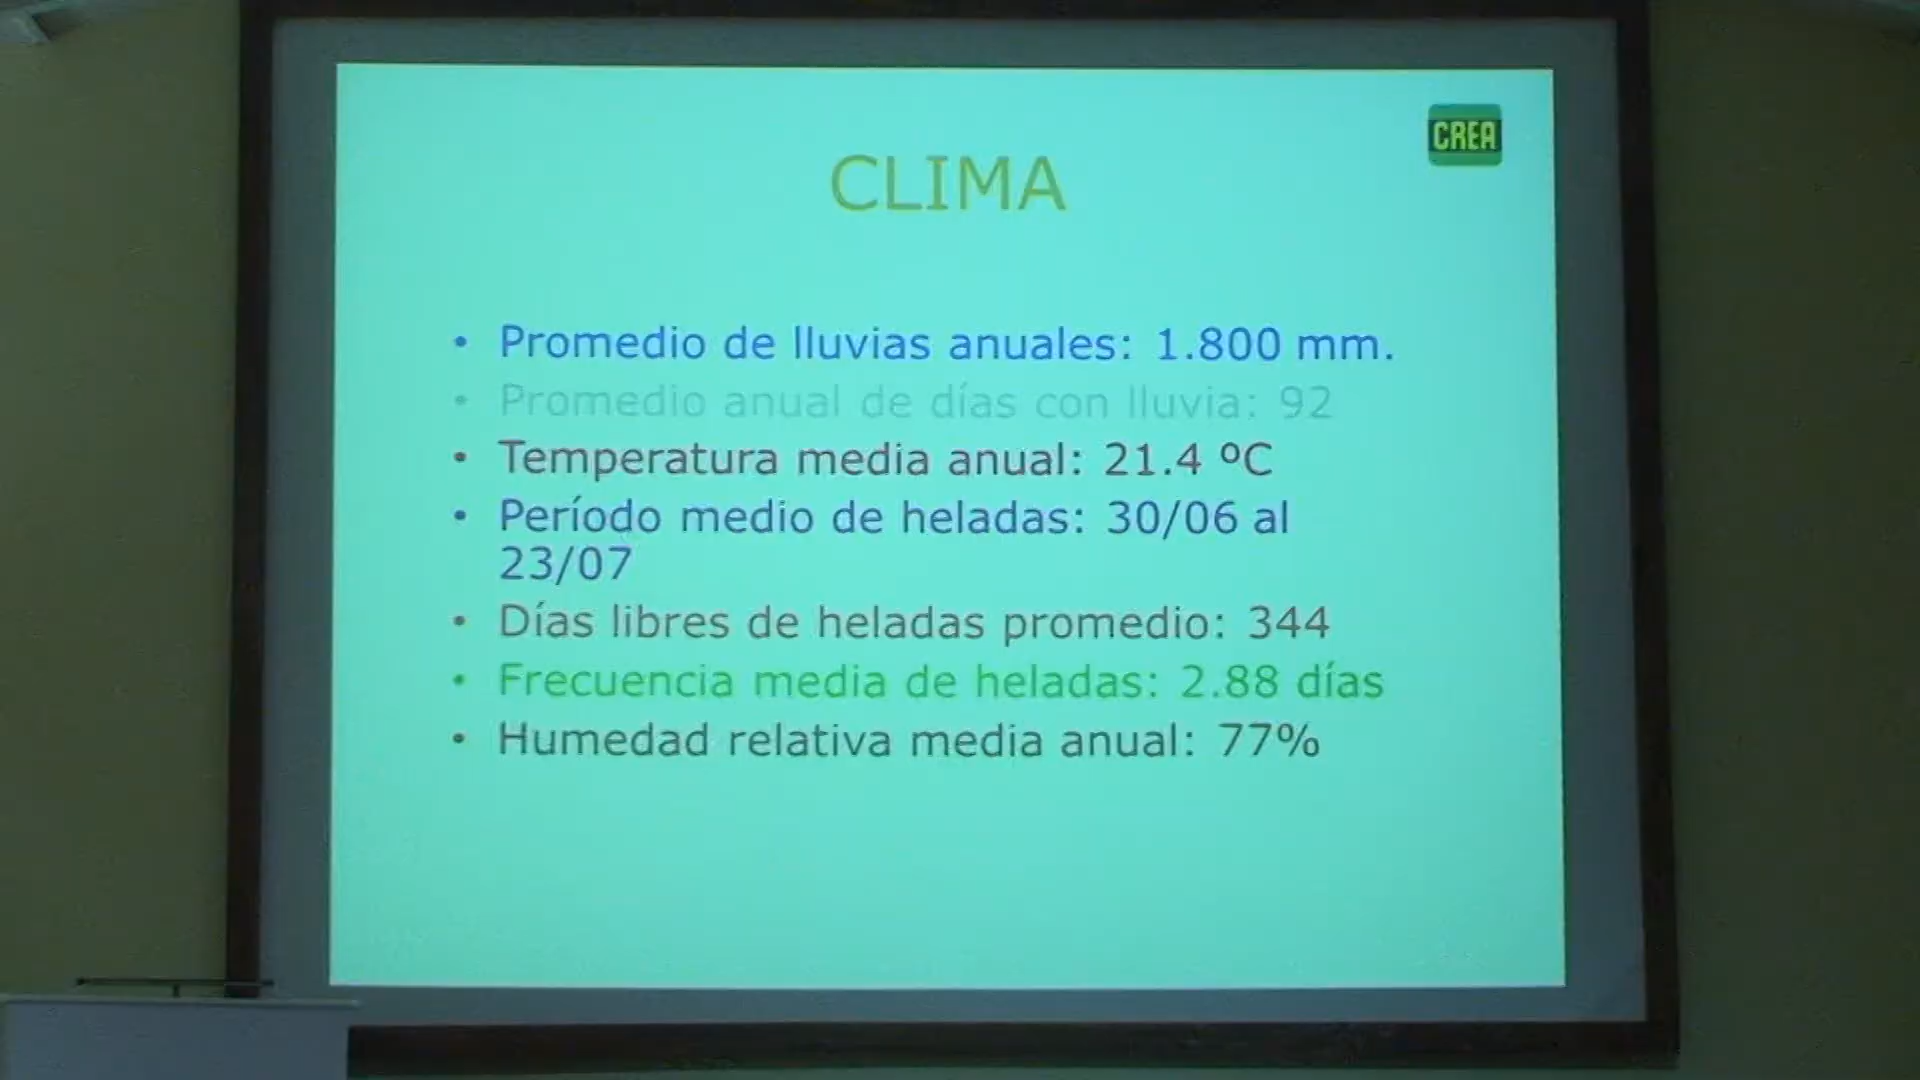 CREA
CLIMA
• Promedio de lluvias anuales: 1.800 mm.
• Promedio anual de días con lluvia: 92
• Temperatura media anual: 21.4 ºC
• Período medio de heladas: 30/06 al
23/07
• Días libres de heladas promedio: 344
• Frecuencia media de heladas: 2.88 días
• Humedad relativa media anual: 77%